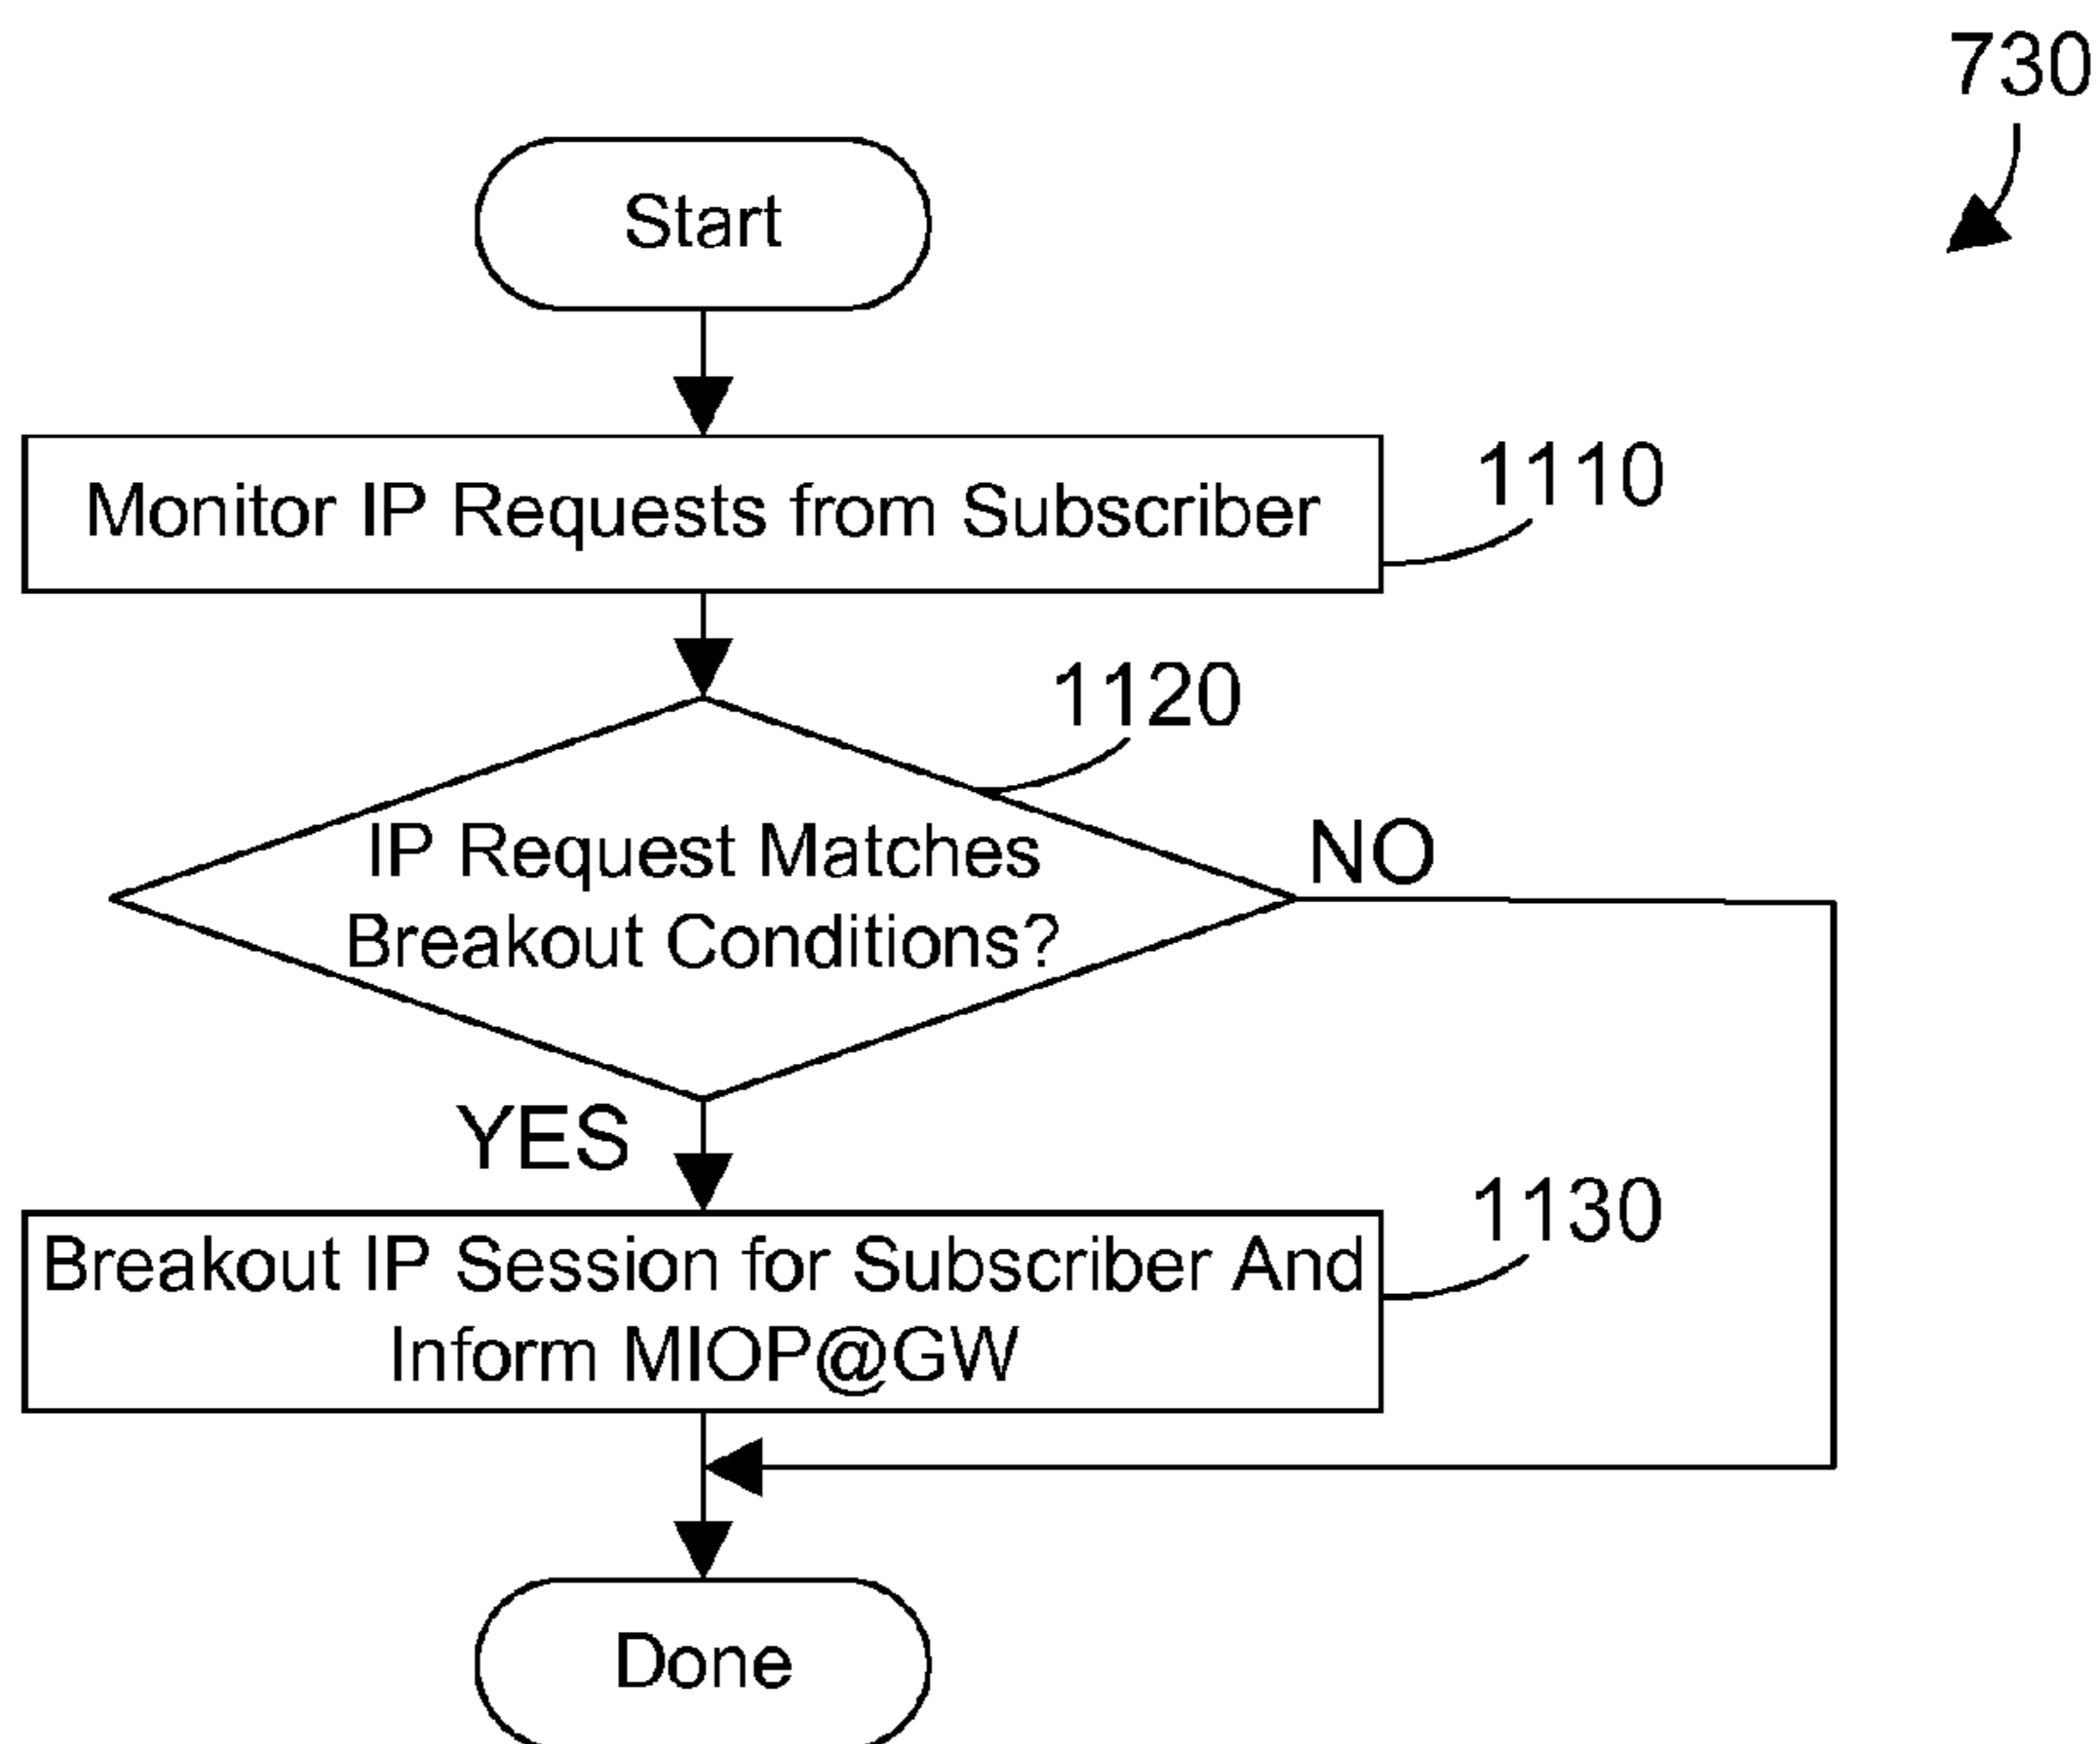 730
Start
Monitor IP Requests from Subscriber
1110
1120
IP Request Matches
Breakout Conditions?
NO
YES
1130
Breakout IP Session for Subscriber And
Inform MIOP@GW
Done